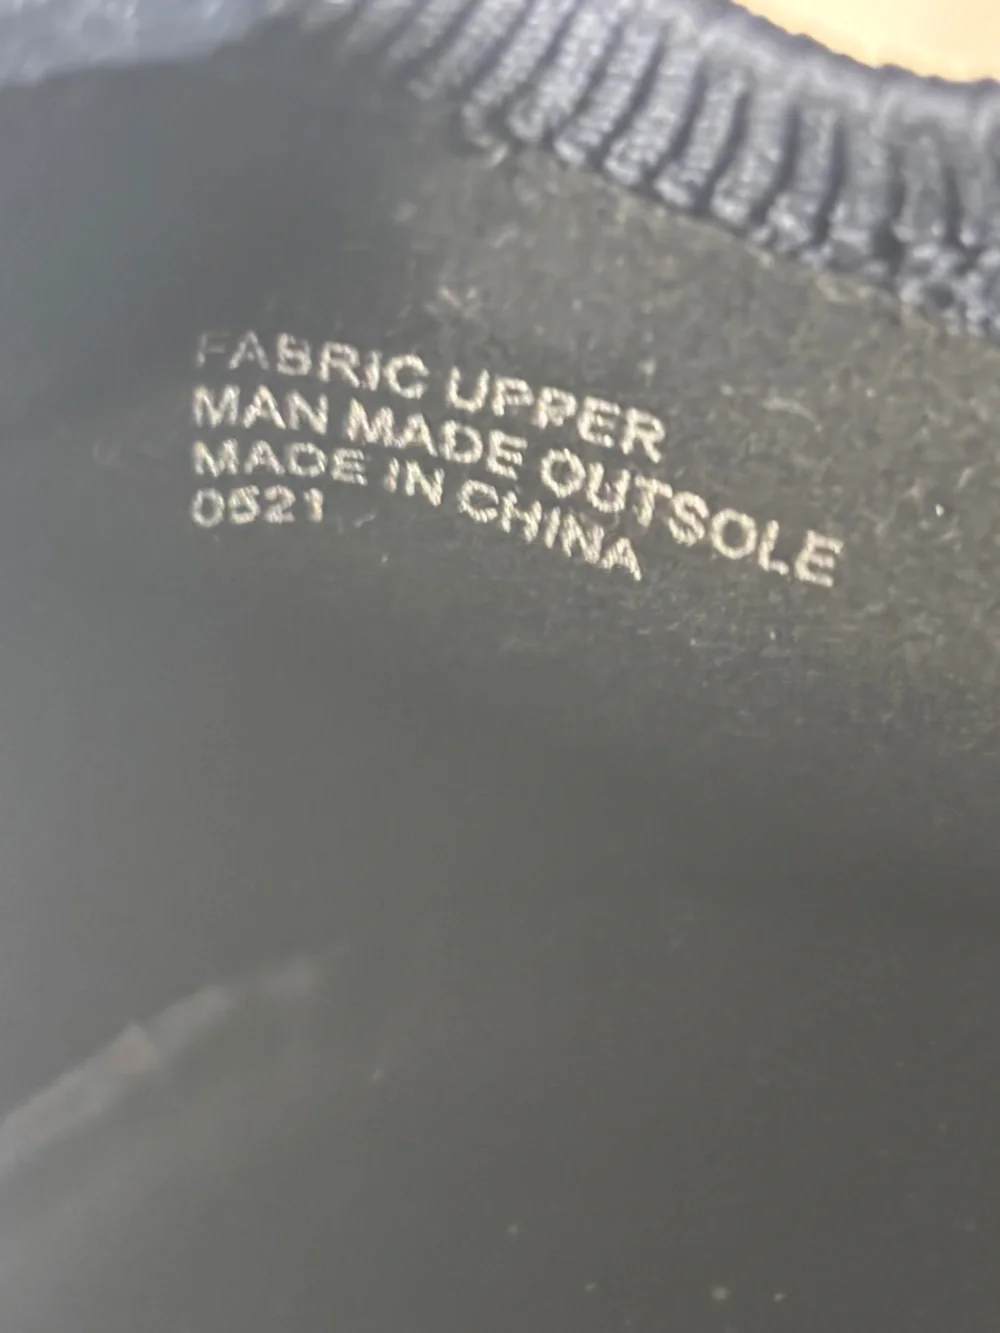 FABRIC UPPER
MAN MADE OUTSOLE
MADE IN CHINA
0521